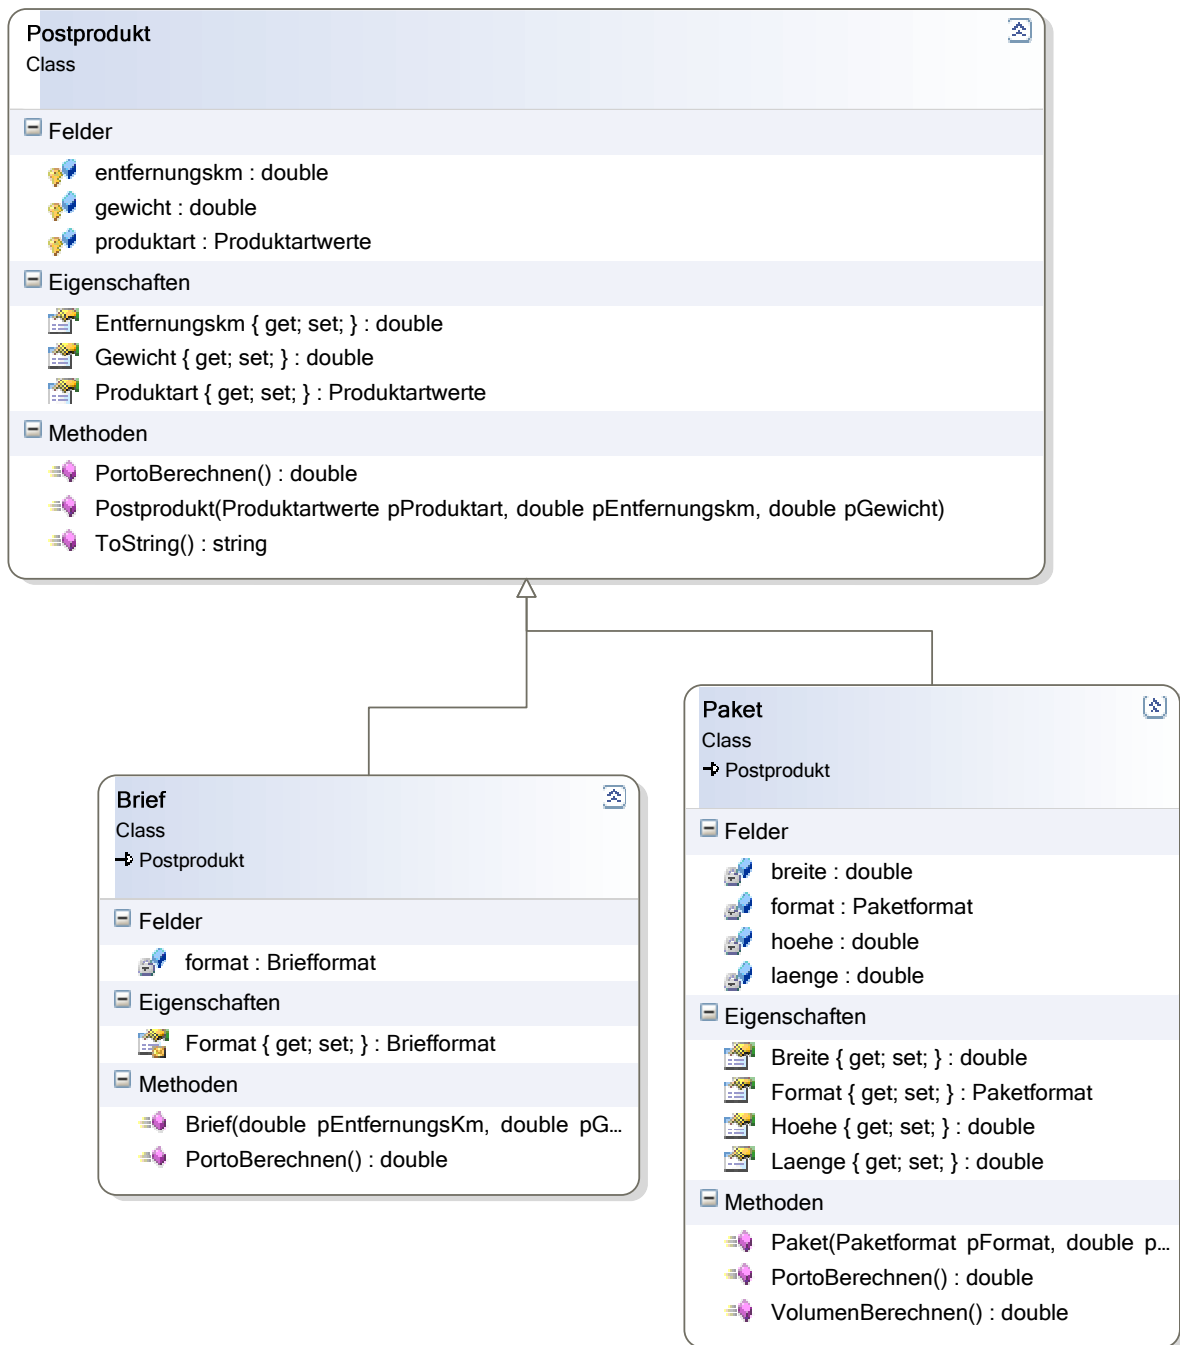 Postprodukt
Class
Felder
entfernungskm : double
gewicht : double
produktart : Produktartwerte
Eigenschaften
Entfernungskm { get; set; } : double
Gewicht { get; set; } : double
Produktart { get; set; } : Produktartwerte
Methoden
PortoBerechnen() : double
Postprodukt(Produktartwerte pProduktart, double pEntfernungskm, double pGewicht)
ToString() : string
Brief
Class
Postprodukt
Felder
format : Briefformat
Eigenschaften
Format { get; set; } : Briefformat
Methoden
Brief(double pEntfernungsKm, double pG...
PortoBerechnen() : double
Paket
Class
Postprodukt
Felder
breite : double
format : Paketformat
hoehe : double
laenge : double
Eigenschaften
Breite { get; set; } : double
Format { get; set; } : Paketformat
Hoehe { get; set; } : double
Laenge { get; set; } : double
Methoden
Paket(Paketformat pFormat, double p...
PortoBerechnen() : double
VolumenBerechnen() : double